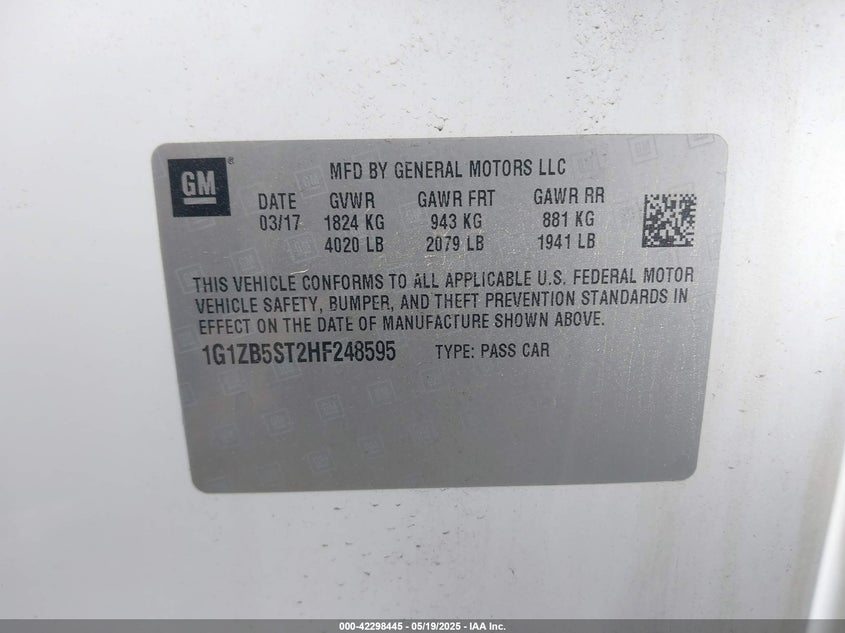 GM ®
MFD BY GENERAL MOTORS LLC
DATE GVWR GAWR FRT GAWR RR
03/17 1824 KG 943 KG 881 KG
4020 LB 2079 LB 1941 LB
THIS VEHICLE CONFORMS TO ALL APPLICABLE U.S. FEDERAL MOTOR
VEHICLE SAFETY, BUMPER, AND THEFT PREVENTION STANDARDS IN
EFFECT ON THE DATE OF MANUFACTURE SHOWN ABOVE.
1G1ZB5ST2HF248595 TYPE: PASS CAR
000-42298445 - 05/19/2025 - IAA Inc.